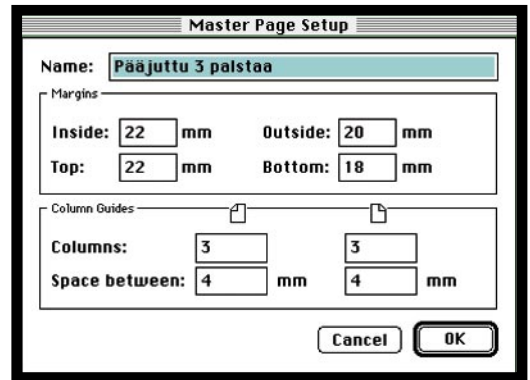 Master Page Setup
Name: Pääjuttu 3 palstaa
Margins
Inside: 22 mm Outside: 20 mm
Top: 22 mm Bottom: 18 mm
Column Guides
Columns: 3 3
Space between: 4 mm 4 mm
Cancel OK